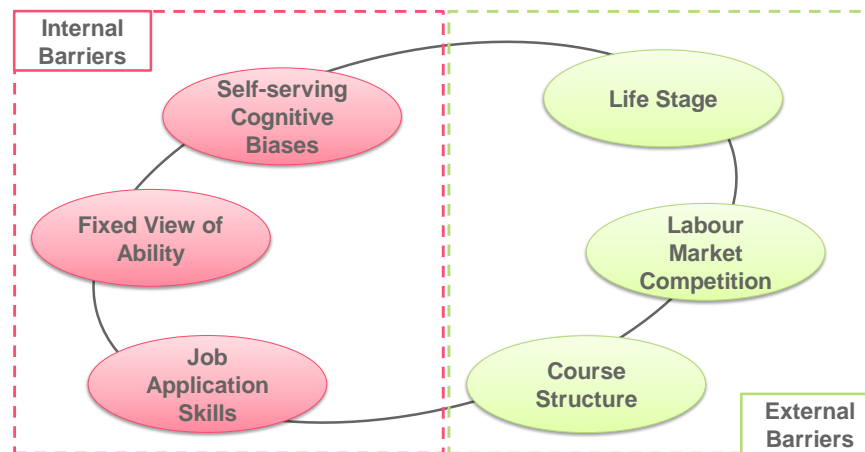 Internal
Barriers
Self-serving
Cognitive
Biases
Life Stage
Fixed View of
Ability
Labour
Market
Competition
Job
Application
Skills
Course
Structure
External
Barriers